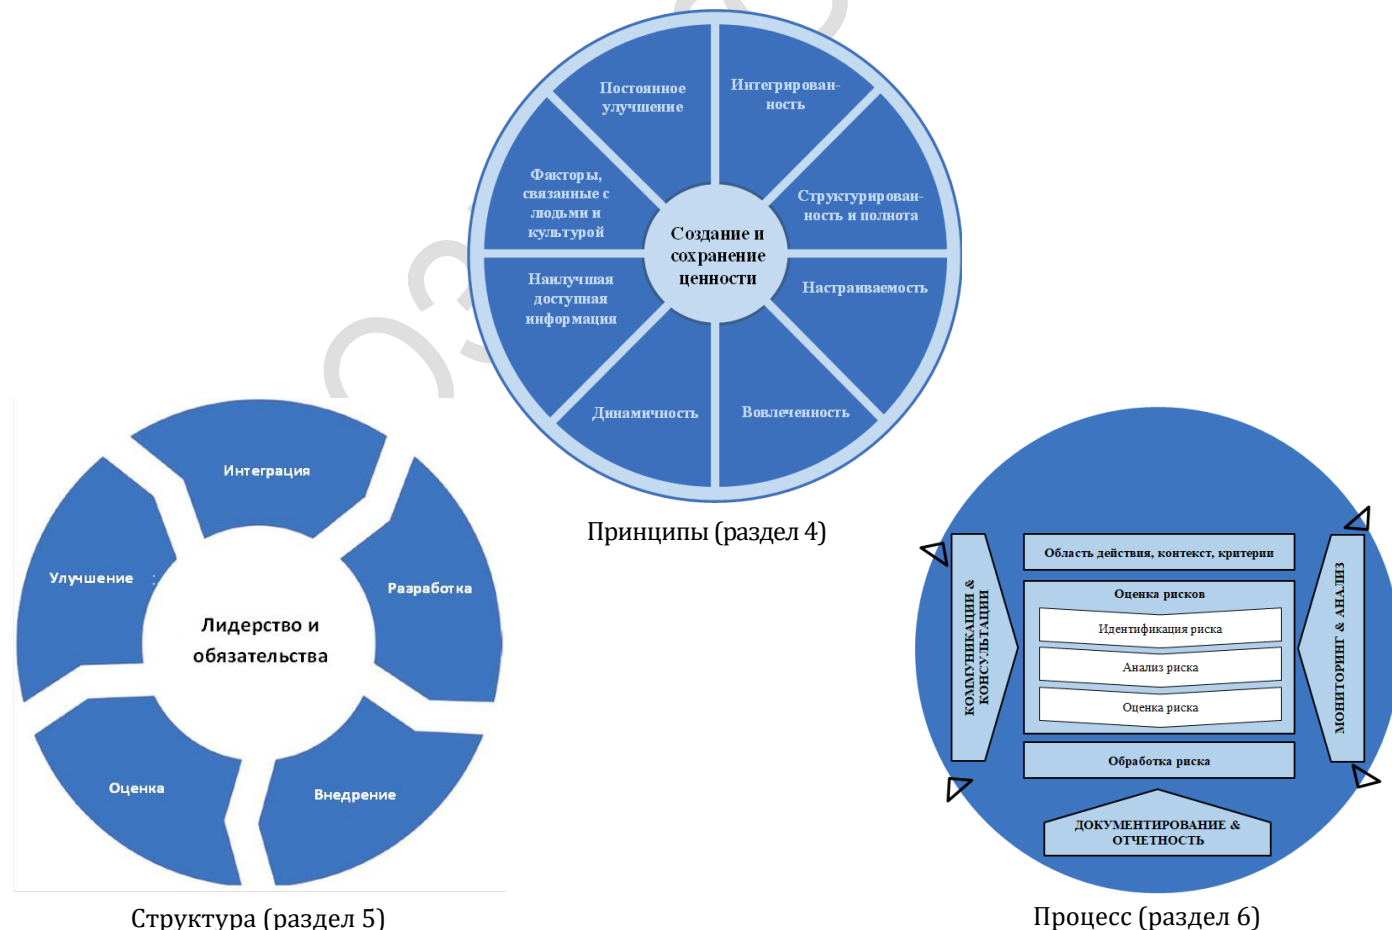 Постоянное
улучшение
Интегрирован-
ность
Факторы,
связанные с
людьми и
культурой
Структурирован-
ность и полнота
Создание и
сохранение
ценности
Наилучшая
доступная
информация
Настраиваемость
Динамичность
Вовлеченность
Принципы (раздел 4)
Интеграция
Улучшение
Разработка
Лидерство и
обязательства
Оценка
Внедрение
Структура (раздел 5)
Область действия, контекст, критерии
КОММУНИКАЦИИ &
КОНСУЛЬТАЦИИ
Оценка рисков
Идентификация риска
Анализ риска
Оценка риска
МОНИТОРИНГ & АНАЛИЗ
Обработка риска
ДОКУМЕНТИРОВАНИЕ &
ОТЧЕТНОСТЬ
Процесс (раздел 6)